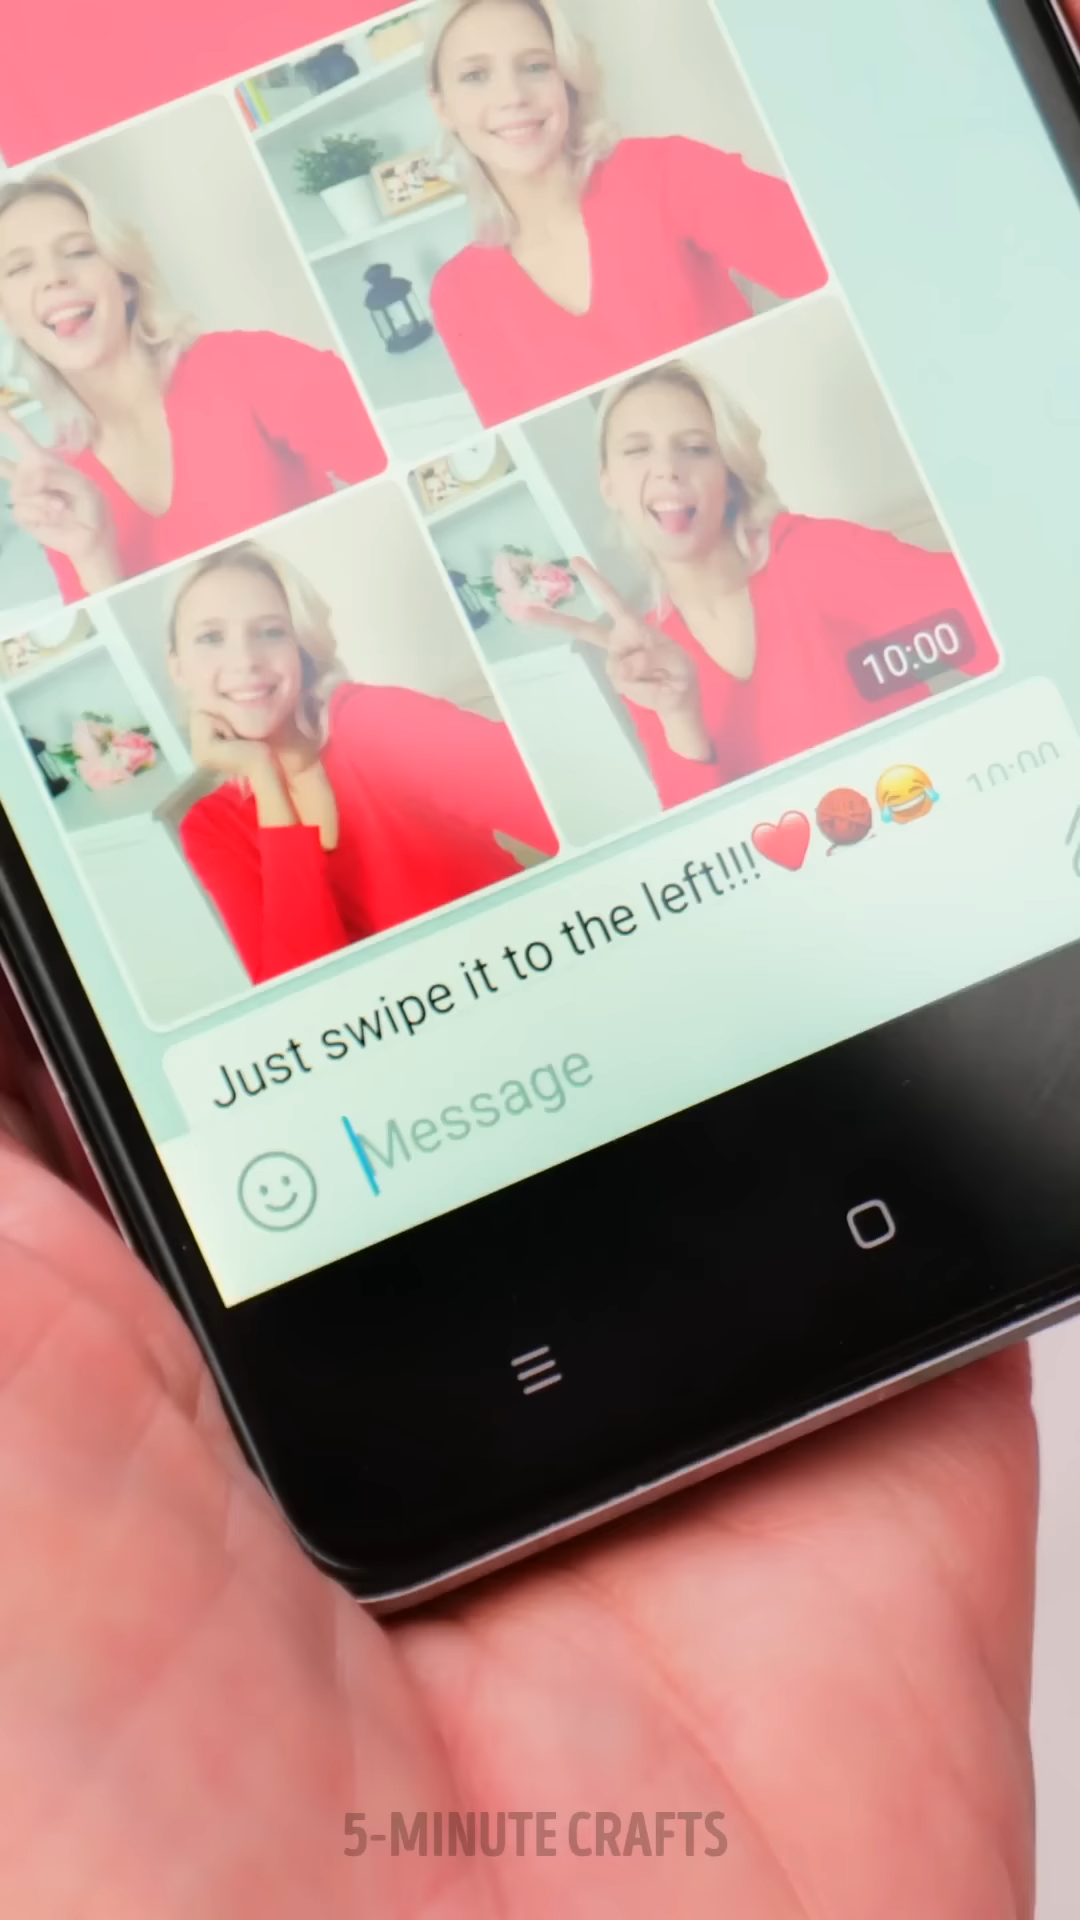 10:00
Just swipe it to the left!!!❤️🧶😂 10:00
Message
5-MINUTE CRAFTS